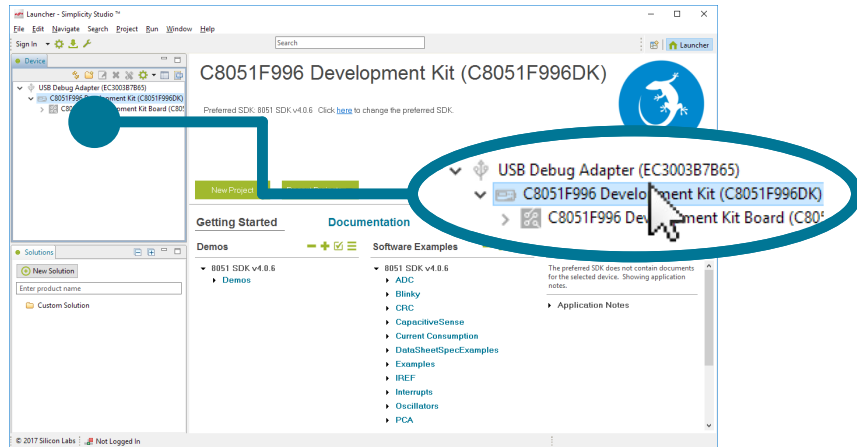 Launcher - Simplicity Studio ™
File Edit Navigate Search Project Run Window Help
Sign In
Search
Launcher
Device
USB Debug Adapter (EC3003B7B65)
C8051F996 Development Kit (C8051F996DK)
ment Kit Board (C805
C8051F996 Development Kit (C8051F996DK)
Preferred SDK: 8051 SDK v4.0.6 Click here to change the preferred SDK.
New Project
USB Debug Adapter (EC3003B7B65)
C8051F996 Development Kit (C8051F996DK)
C8051F996 Development Kit Board (C805
Getting Started
Documentation
Demos
8051 SDK v4.0.6
Demos
Software Examples
8051 SDK v4.0.6
ADC
Blinky
CRC
CapacitiveSense
Current Consumption
DataSheetSpecExamples
Examples
IREF
Interrupts
Oscillators
PCA
The preferred SDK does not contain documents
for the selected device. Showing application
notes.
Application Notes
Solutions
New Solution
Enter product name
Custom Solution
© 2017 Silicon Labs
Not Logged In